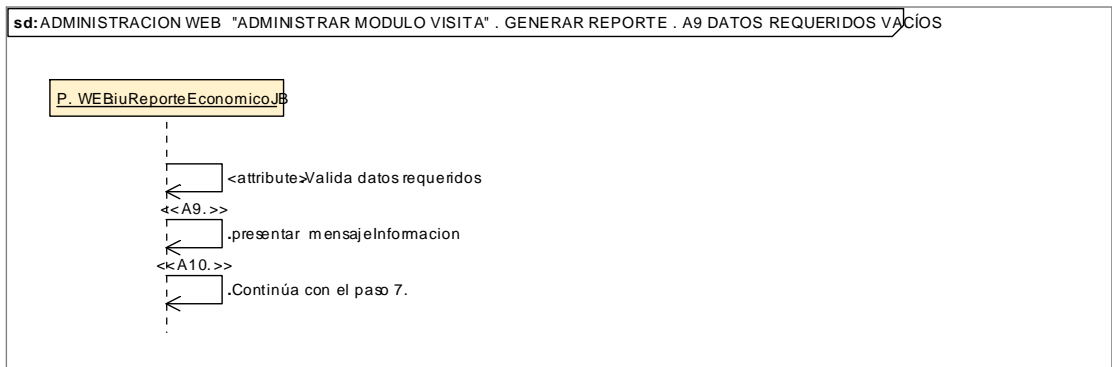 sd: ADMINISTRACION WEB "ADMINISTRAR MODULO VISITA" . GENERAR REPORTE . A9 DATOS REQUERIDOS VACÍOS
P. WEBiuReporteEconomicoJB
<attribute>Valida datos requeridos
<<A9.>>
.presentar mensajeInformacion
<<A10.>>
.Continúa con el paso 7.